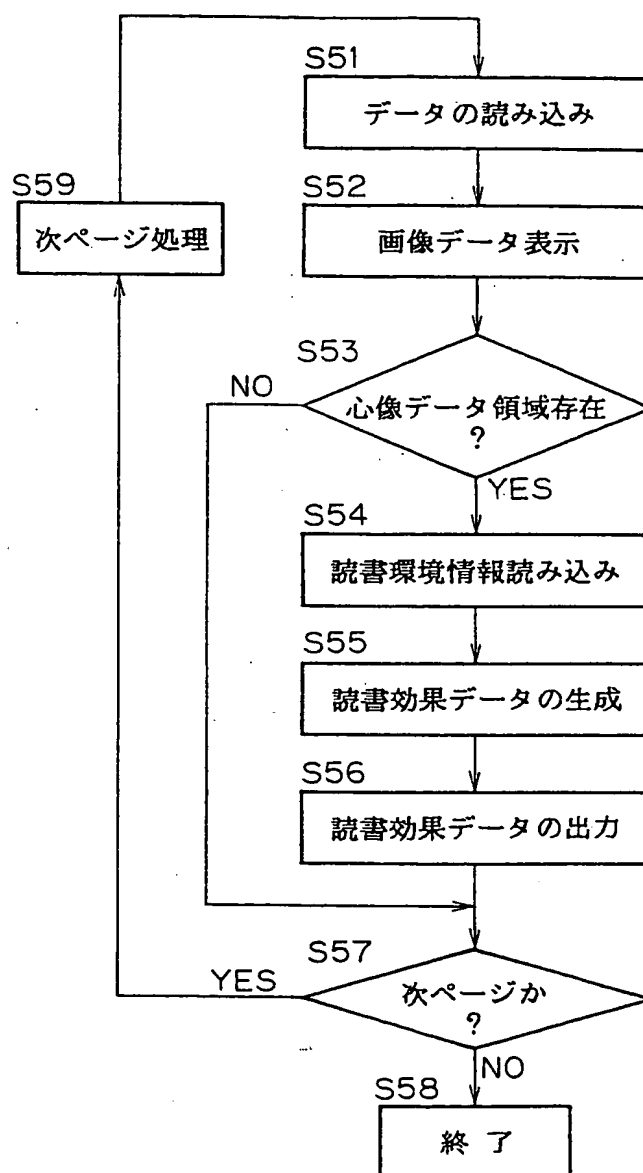 S51
データの読み込み
S59
次ページ処理
S52
画像データ表示
S53
心像データ領域存在
?
NO
YES
S54
読書環境情報読み込み
S55
読書効果データの生成
S56
読書効果データの出力
S57
次ページか
?
YES
NO
S58
終了